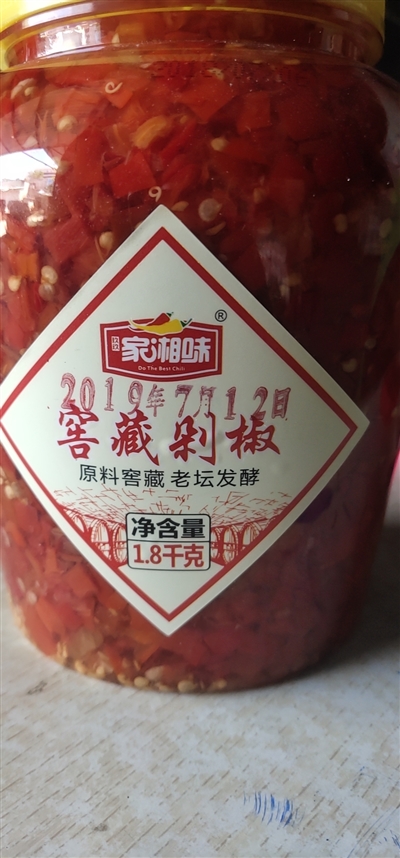 ®
家湘味
Do The Best Chili
2019年7月12日
窖藏剁椒
原料窖藏 老坛发酵
净含量
1.8千克